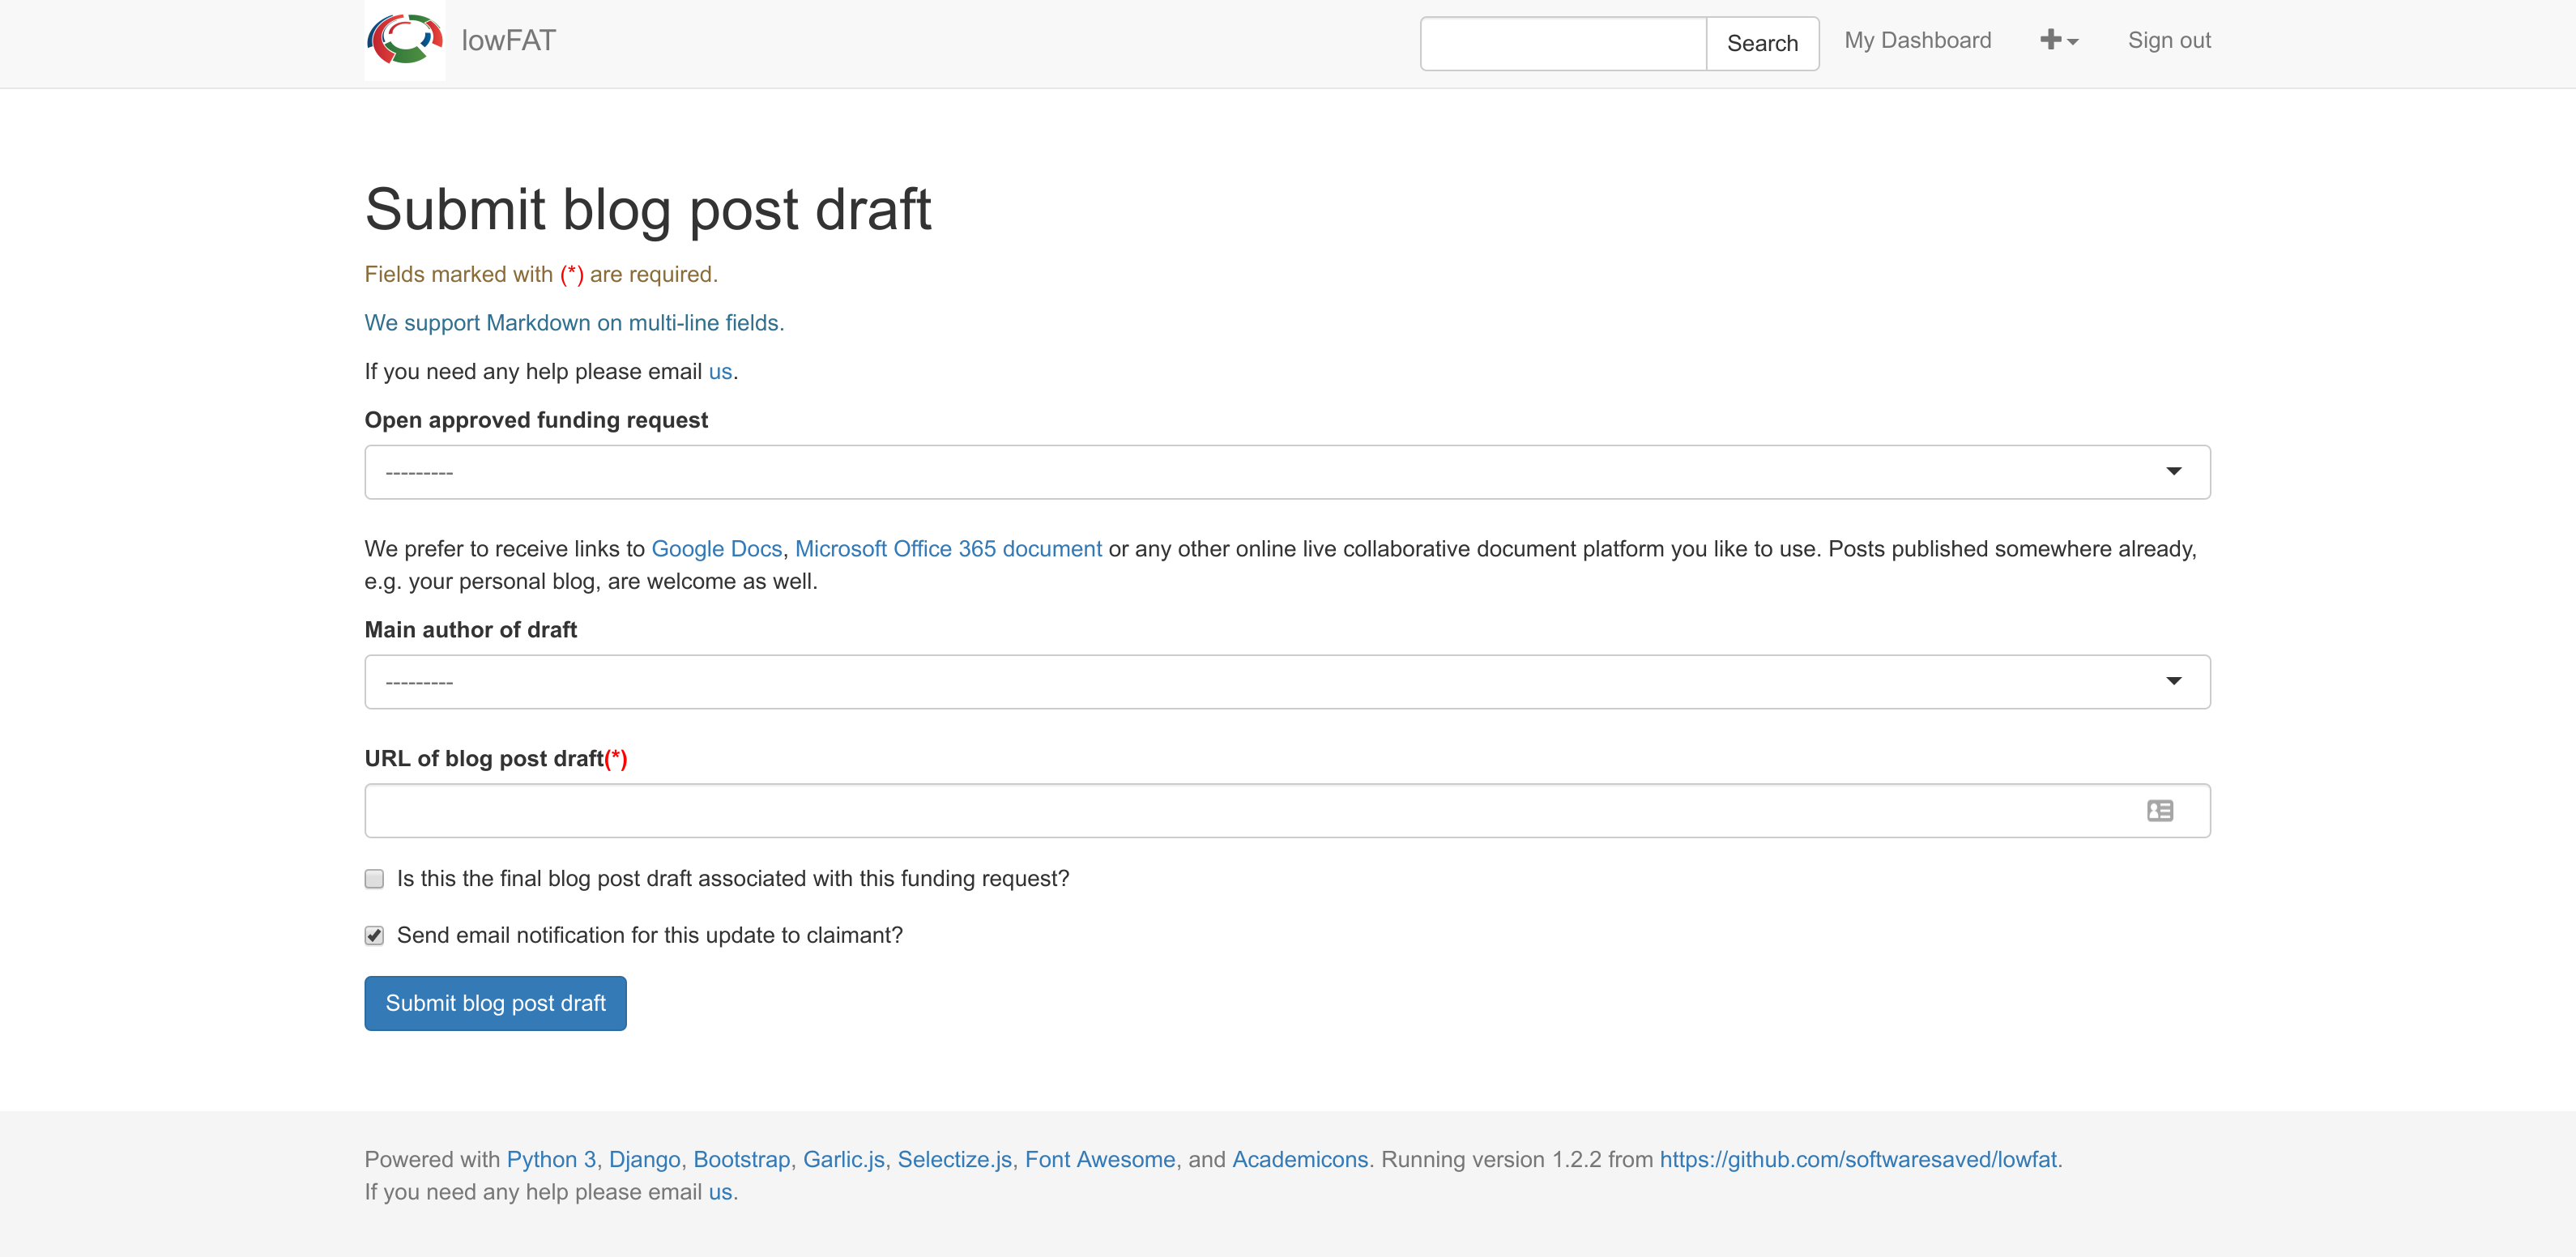 lowFAT
Search
My Dashboard
Sign out
Submit blog post draft
Fields marked with (*) are required.
We support Markdown on multi-line fields.
If you need any help please email us.
Open approved funding request
---------
We prefer to receive links to Google Docs, Microsoft Office 365 document or any other online live collaborative document platform you like to use. Posts published somewhere already,
e.g. your personal blog, are welcome as well.
Main author of draft
---------
URL of blog post draft(*)
Is this the final blog post draft associated with this funding request?
Send email notification for this update to claimant?
Submit blog post draft
Powered with Python 3, Django, Bootstrap, Garlic.js, Selectize.js, Font Awesome, and Academicons. Running version 1.2.2 from https://github.com/softwaresaved/lowfat.
If you need any help please email us.